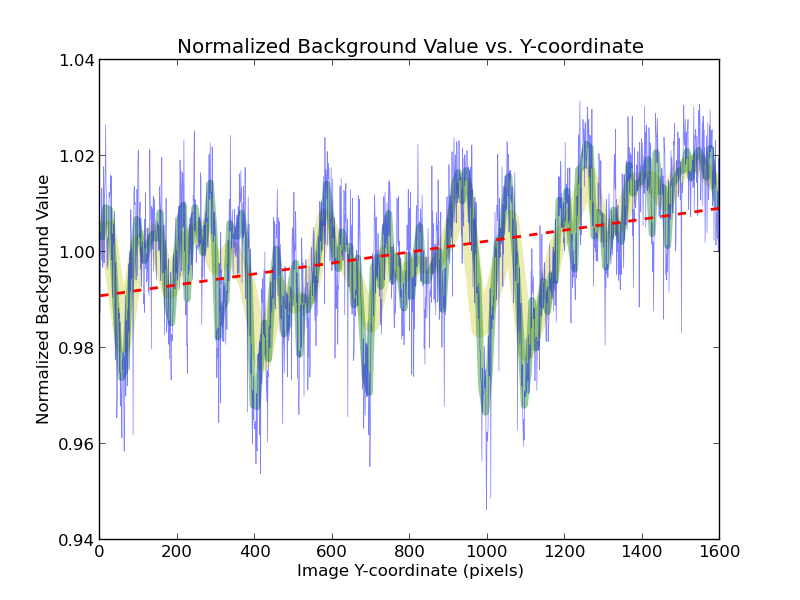 Normalized Background Value vs. Y-coordinate
1.04
1.02
1.00
0.98
0.96
0.94
Normalized Background Value
0 200 400 600 800 1000 1200 1400 1600
Image Y-coordinate (pixels)